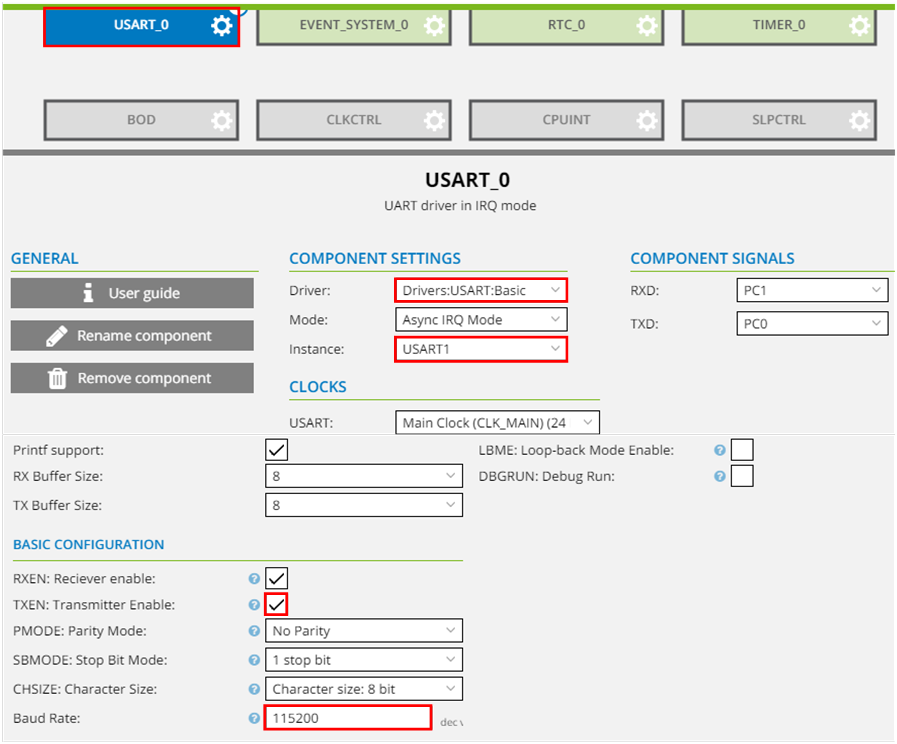 USART_0
EVENT_SYSTEM_0
RTC_0
TIMER_0
BOD
CLKCTRL
CPUINT
SLPCTRL
USART_0
UART driver in IRQ mode
GENERAL
User guide
Rename component
Remove component
COMPONENT SETTINGS
Driver: Drivers:USART:Basic
Mode: Async IRQ Mode
Instance: USART1
CLOCKS
USART: Main Clock (CLK_MAIN) (24
COMPONENT SIGNALS
RXD: PC1
TXD: PC0
Printf support:
RX Buffer Size: 8
TX Buffer Size: 8
LBME: Loop-back Mode Enable: ?
DBGRUN: Debug Run: ?
BASIC CONFIGURATION
RXEN: Reciever enable: ?
TXEN: Transmitter Enable: ?
PMODE: Parity Mode: ? No Parity
SBMODE: Stop Bit Mode: ? 1 stop bit
CHSIZE: Character Size: ? Character size: 8 bit
Baud Rate: ? 115200 dec